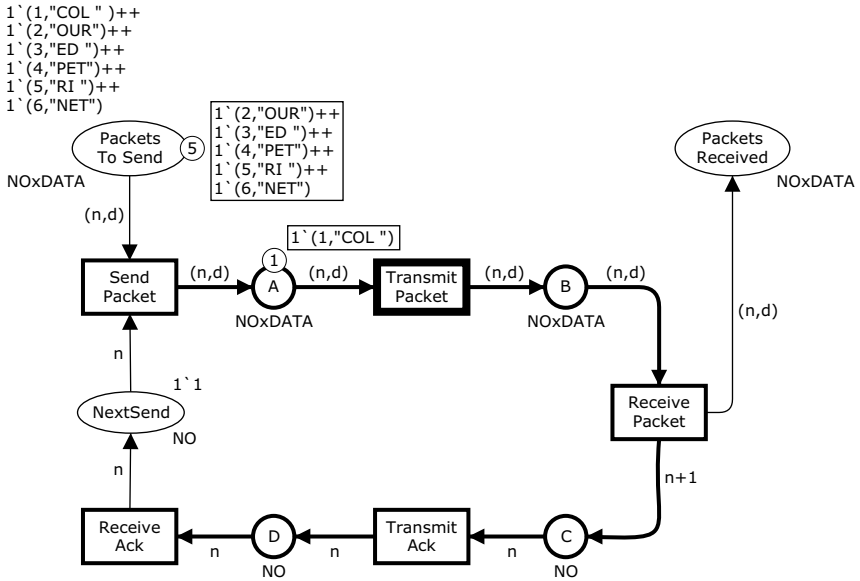 1`(1,"COL ")++
1`(2,"OUR")++
1`(3,"ED ")++
1`(4,"PET")++
1`(5,"RI ")++
1`(6,"NET")
Packets
To Send
5
1`(2,"OUR")++
1`(3,"ED ")++
1`(4,"PET")++
1`(5,"RI ")++
1`(6,"NET")
NOxDATA
Packets
Received
NOxDATA
(n,d)
1`(1,"COL ")
1
Send
Packet
(n,d)
A
NOxDATA
(n,d)
Transmit
Packet
(n,d)
B
NOxDATA
(n,d)
(n,d)
n
1`1
NextSend
NO
Receive
Packet
n
n+1
Receive
Ack
n
D
NO
n
Transmit
Ack
n
C
NO